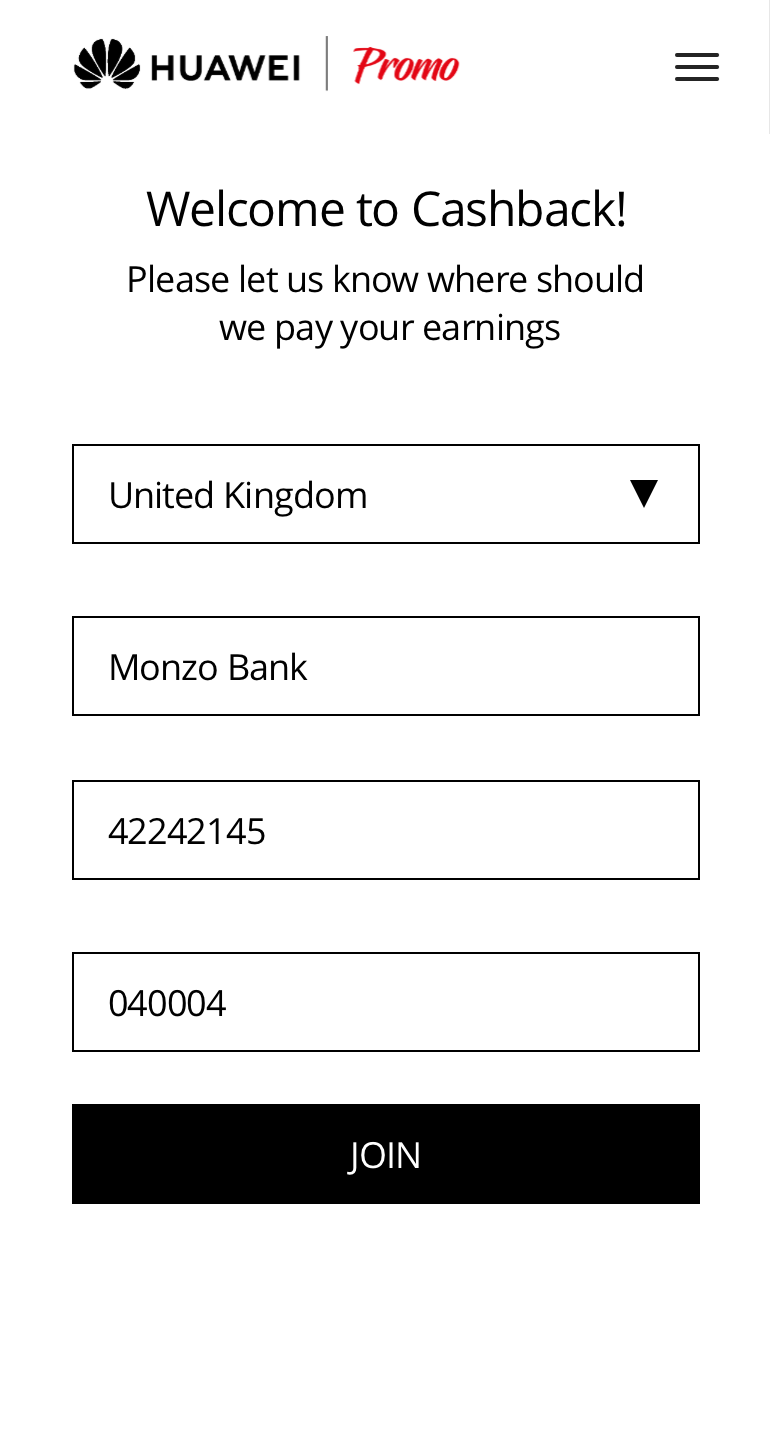 HUAWEI Promo
Welcome to Cashback!
Please let us know where should
we pay your earnings
United Kingdom
Monzo Bank
42242145
040004
JOIN